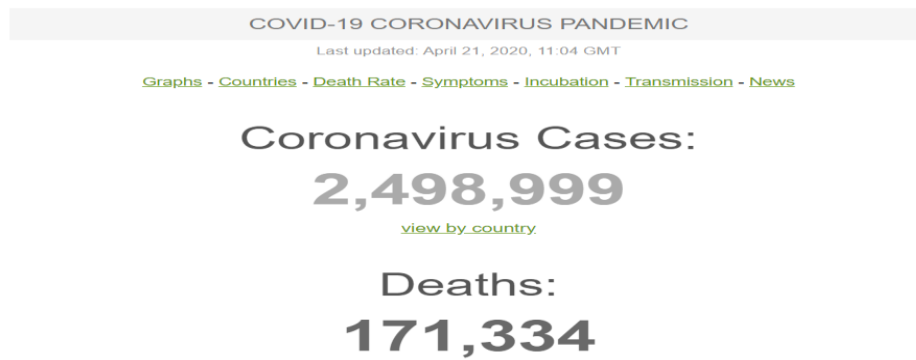 COVID-19 CORONAVIRUS PANDEMIC
Last updated: April 21, 2020, 11:04 GMT
Graphs - Countries - Death Rate - Symptoms - Incubation - Transmission - News
Coronavirus Cases:
2,498,999
view by country
Deaths:
171,334